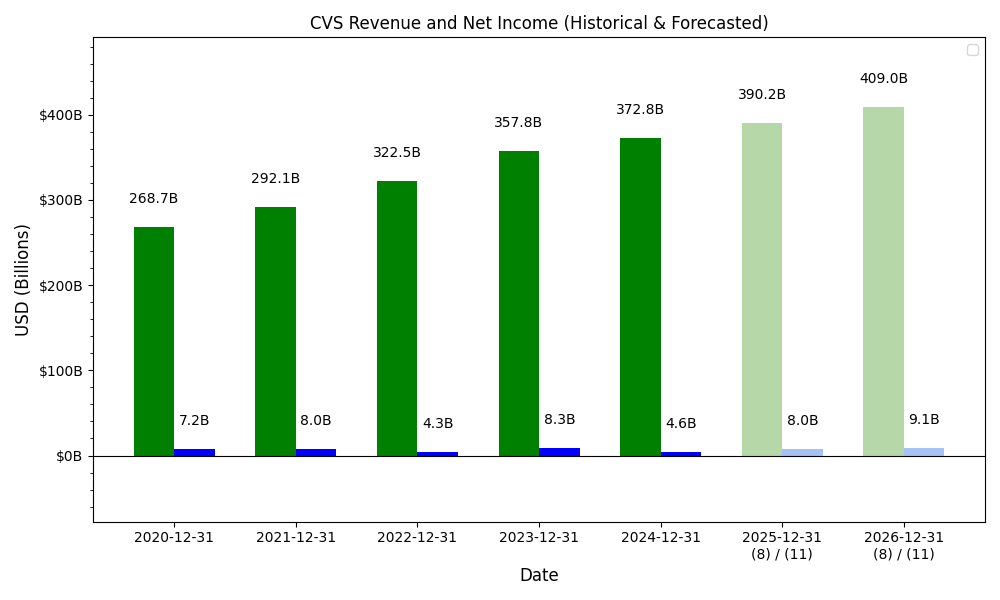 CVS Revenue and Net Income (Historical & Forecasted)
USD (Billions)
$400B
$300B
$200B
$100B
$0B
268.7B
7.2B
292.1B
8.0B
322.5B
4.3B
357.8B
8.3B
372.8B
4.6B
390.2B
8.0B
409.0B
9.1B
2020-12-31
2021-12-31
2022-12-31
2023-12-31
2024-12-31
2025-12-31
(8) / (11)
2026-12-31
(8) / (11)
Date